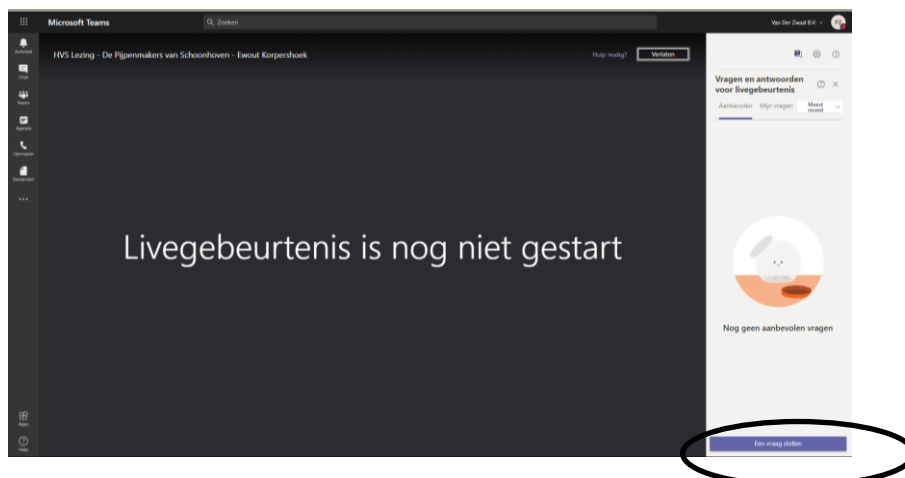 Microsoft Teams
Zoeken
Van Der Zwaal B.V.
Activiteit
Chat
Teams
Agenda
Oproepen
Bestanden
HVS Lezing - De Pijpenmakers van Schoonhoven - Ewout Korpershoek
Hulp nodig?
Verlaten
Livegebeurtenis is nog niet gestart
Vragen en antwoorden
voor livegebeurtenis
Aanbevolen Mijn vragen
Meest
recent
Nog geen aanbevolen vragen
Een vraag stellen
Apps
Help